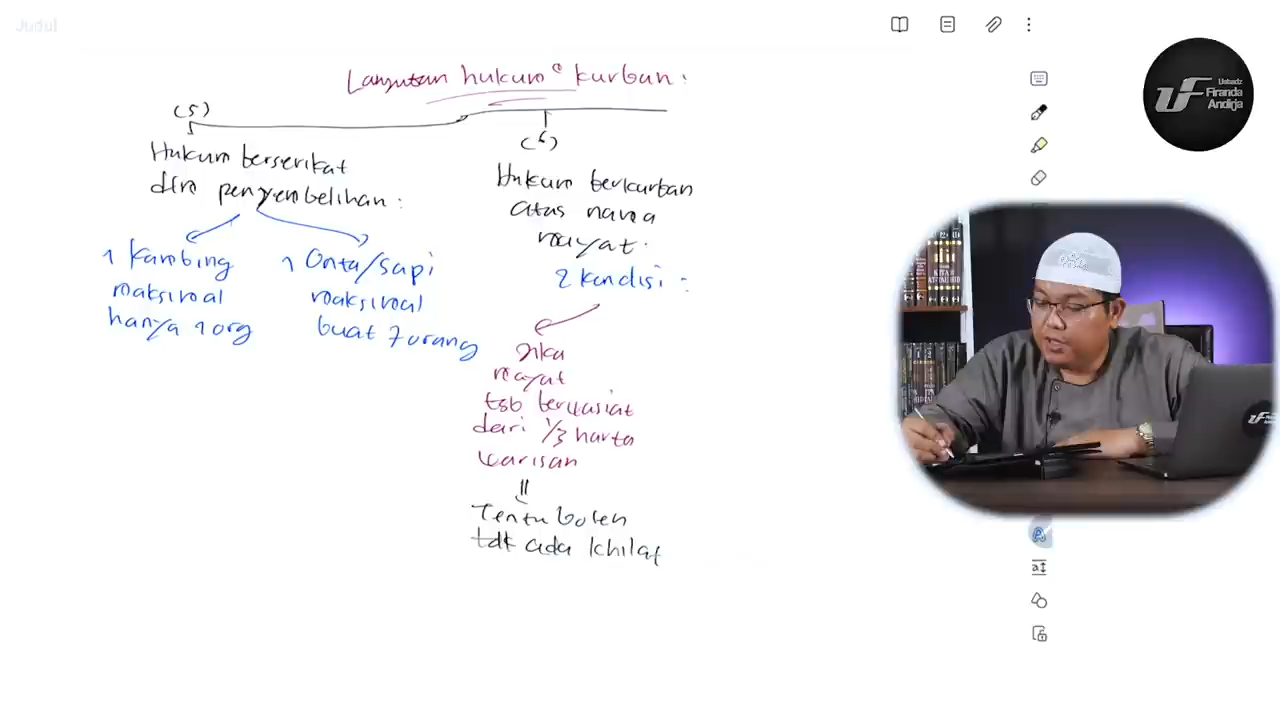 Judul
Lanjutan hukum² kurban :
(5)
Hukum berserikat
dlm penyembelihan :
1 Kambing
maksimal
hanya 1 org
1 Onta/sapi
maksimal
buat 7 orang
(6)
Hukum berkurban
atas nama
mayat.
2 kondisi :
Jika
mayat
tsb berwasiat
dari 1/3 harta
warisan
Tentu boleh
tdk ada khilaf
UF
Ustadz
Firanda
Andirja